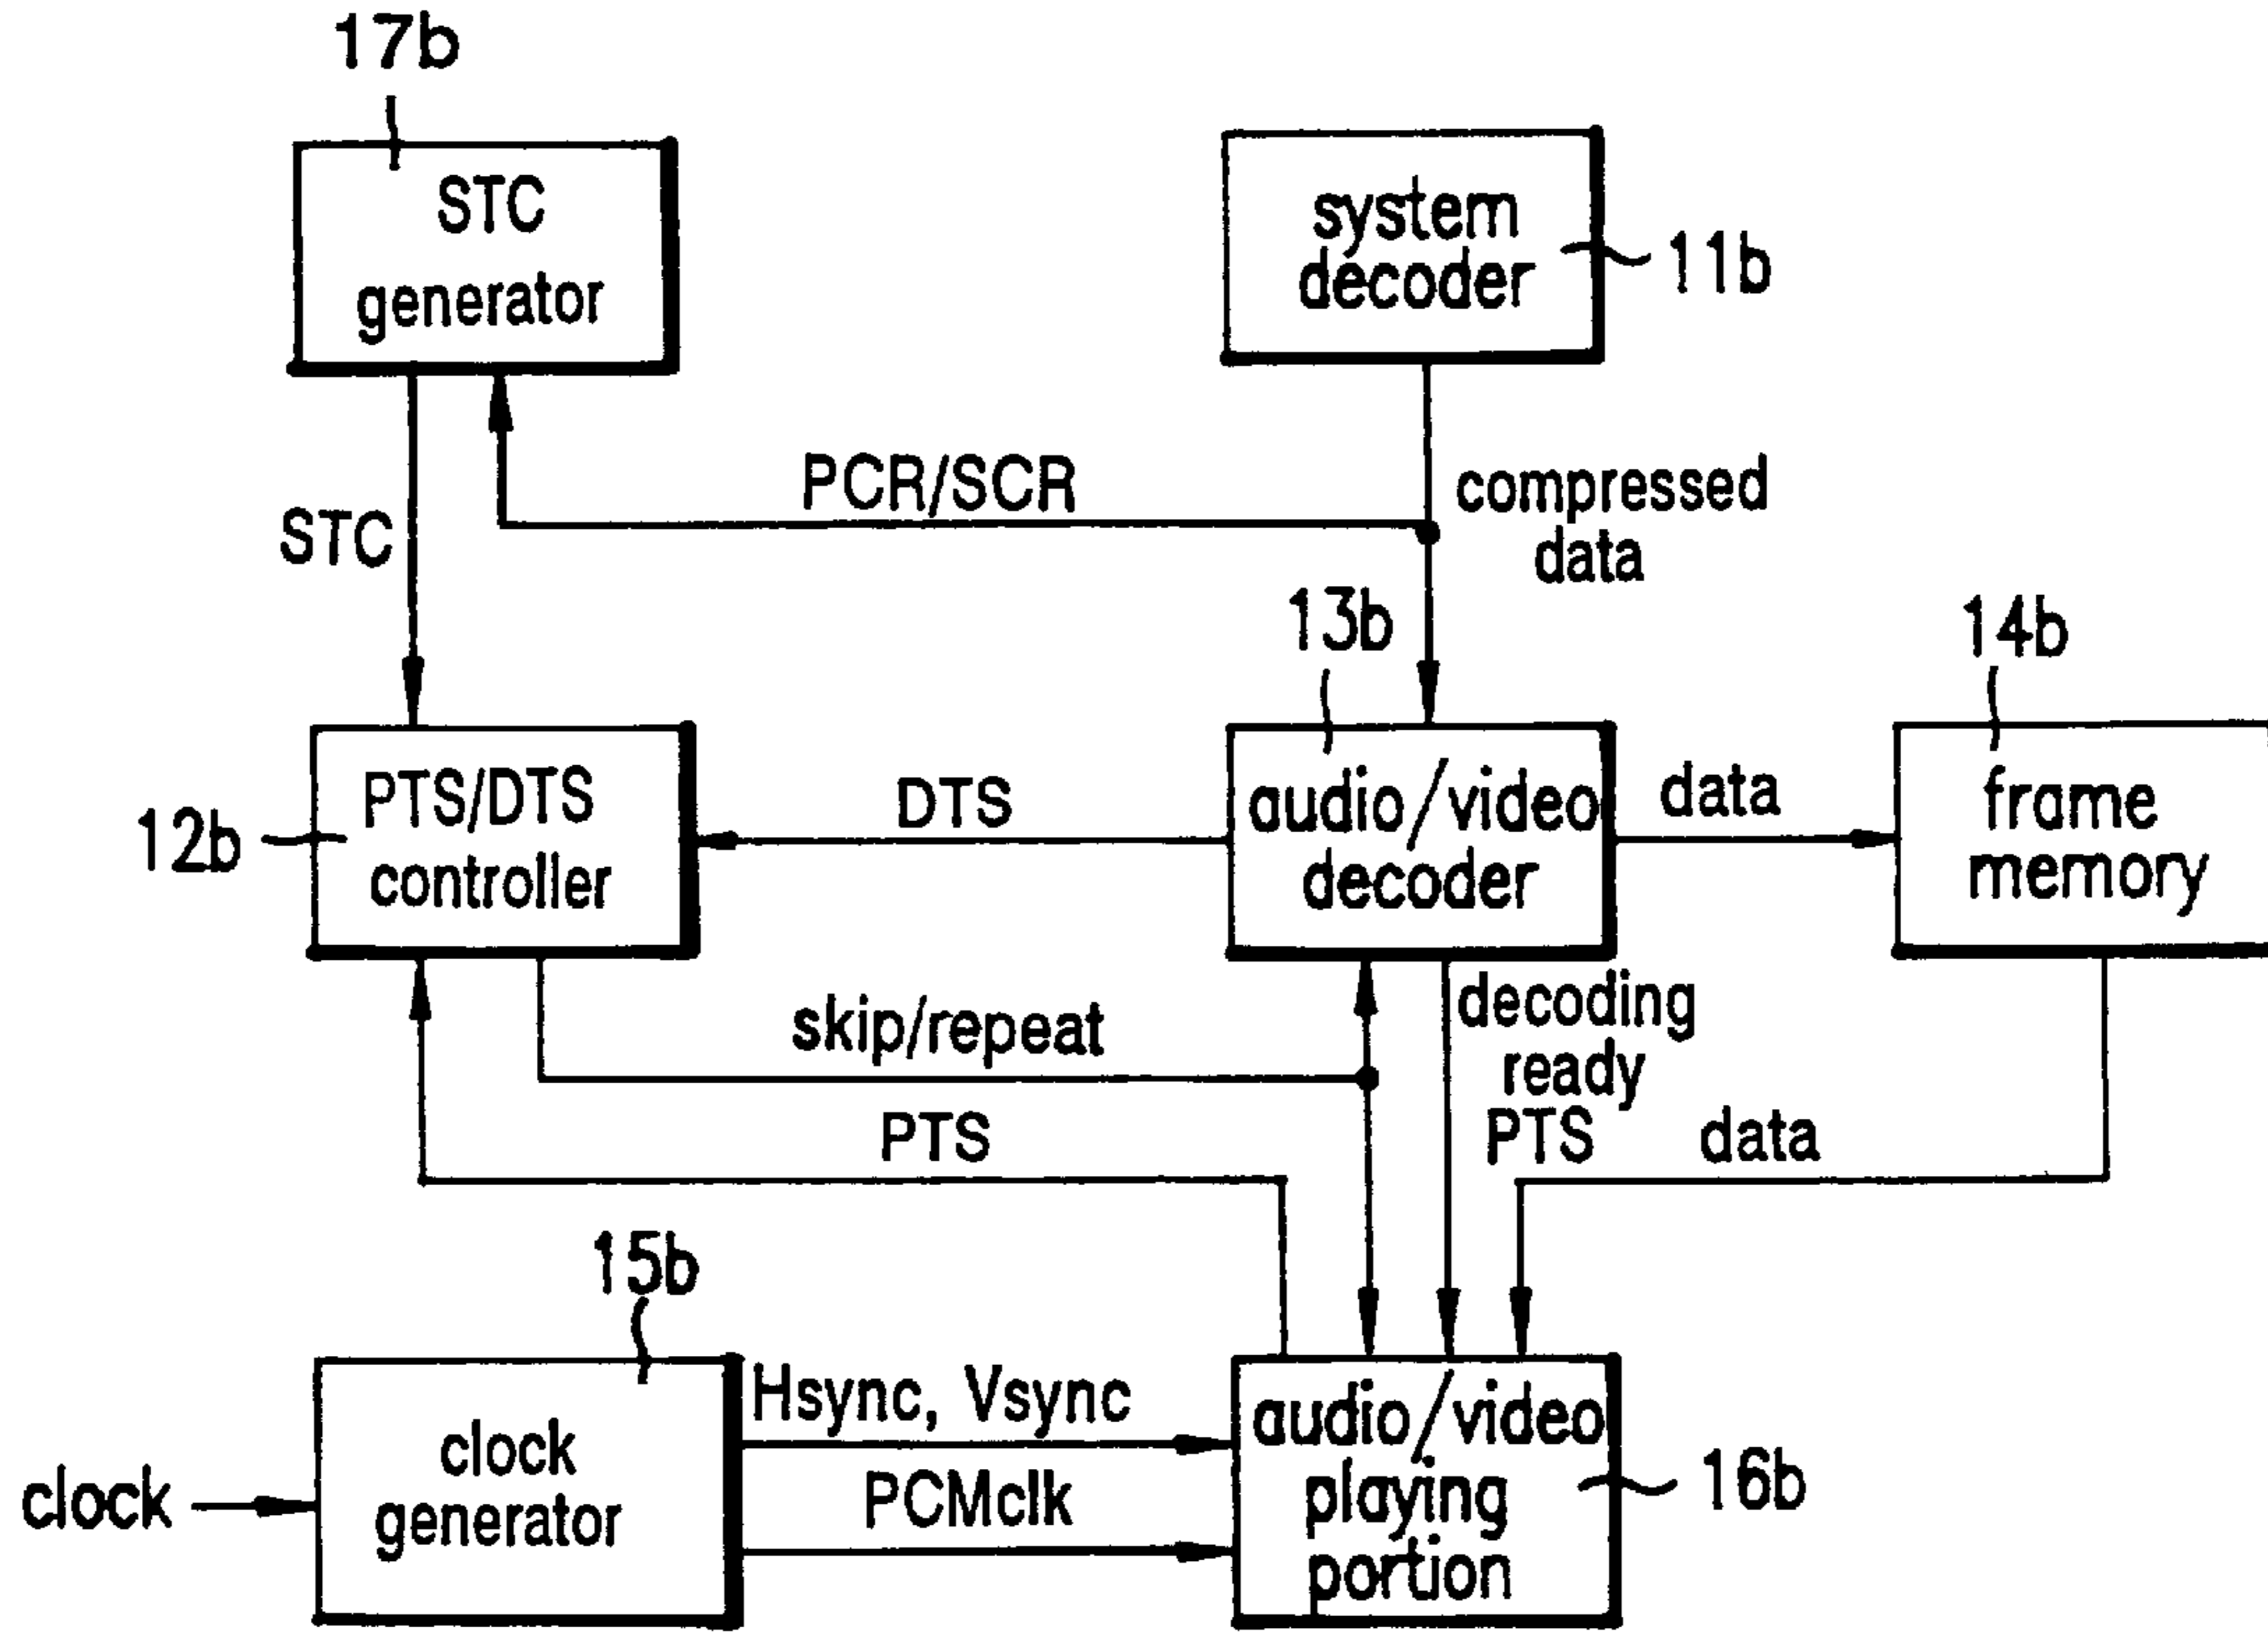 17b
STC
generator
system
decoder
11b
PCR/SCR
compressed
data
STC
13b
14b
12b
PTS/DTS
controller
DTS
audio/video
decoder
data
frame
memory
skip/repeat
decoding
ready
PTS
PTS
data
15b
clock
clock
generator
Hsync, Vsync
PCMclk
audio/video
playing
portion
16b